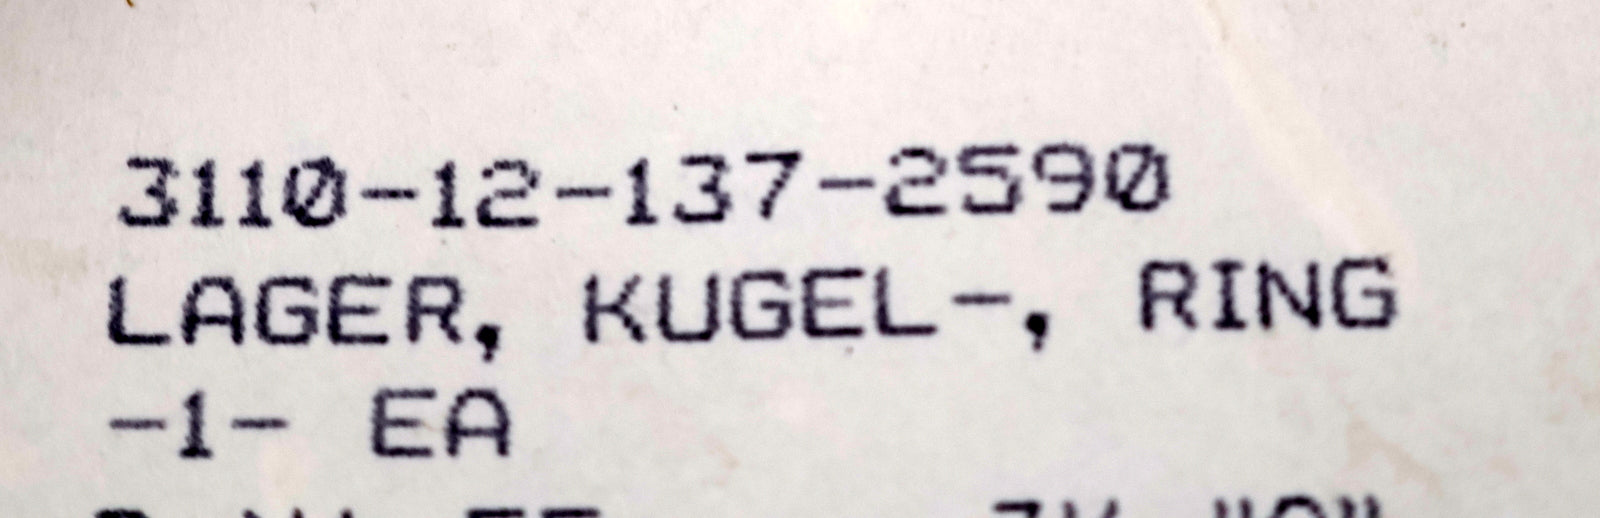 3110-12-137-2590
LAGER, KUGEL-, RING
-1- EA